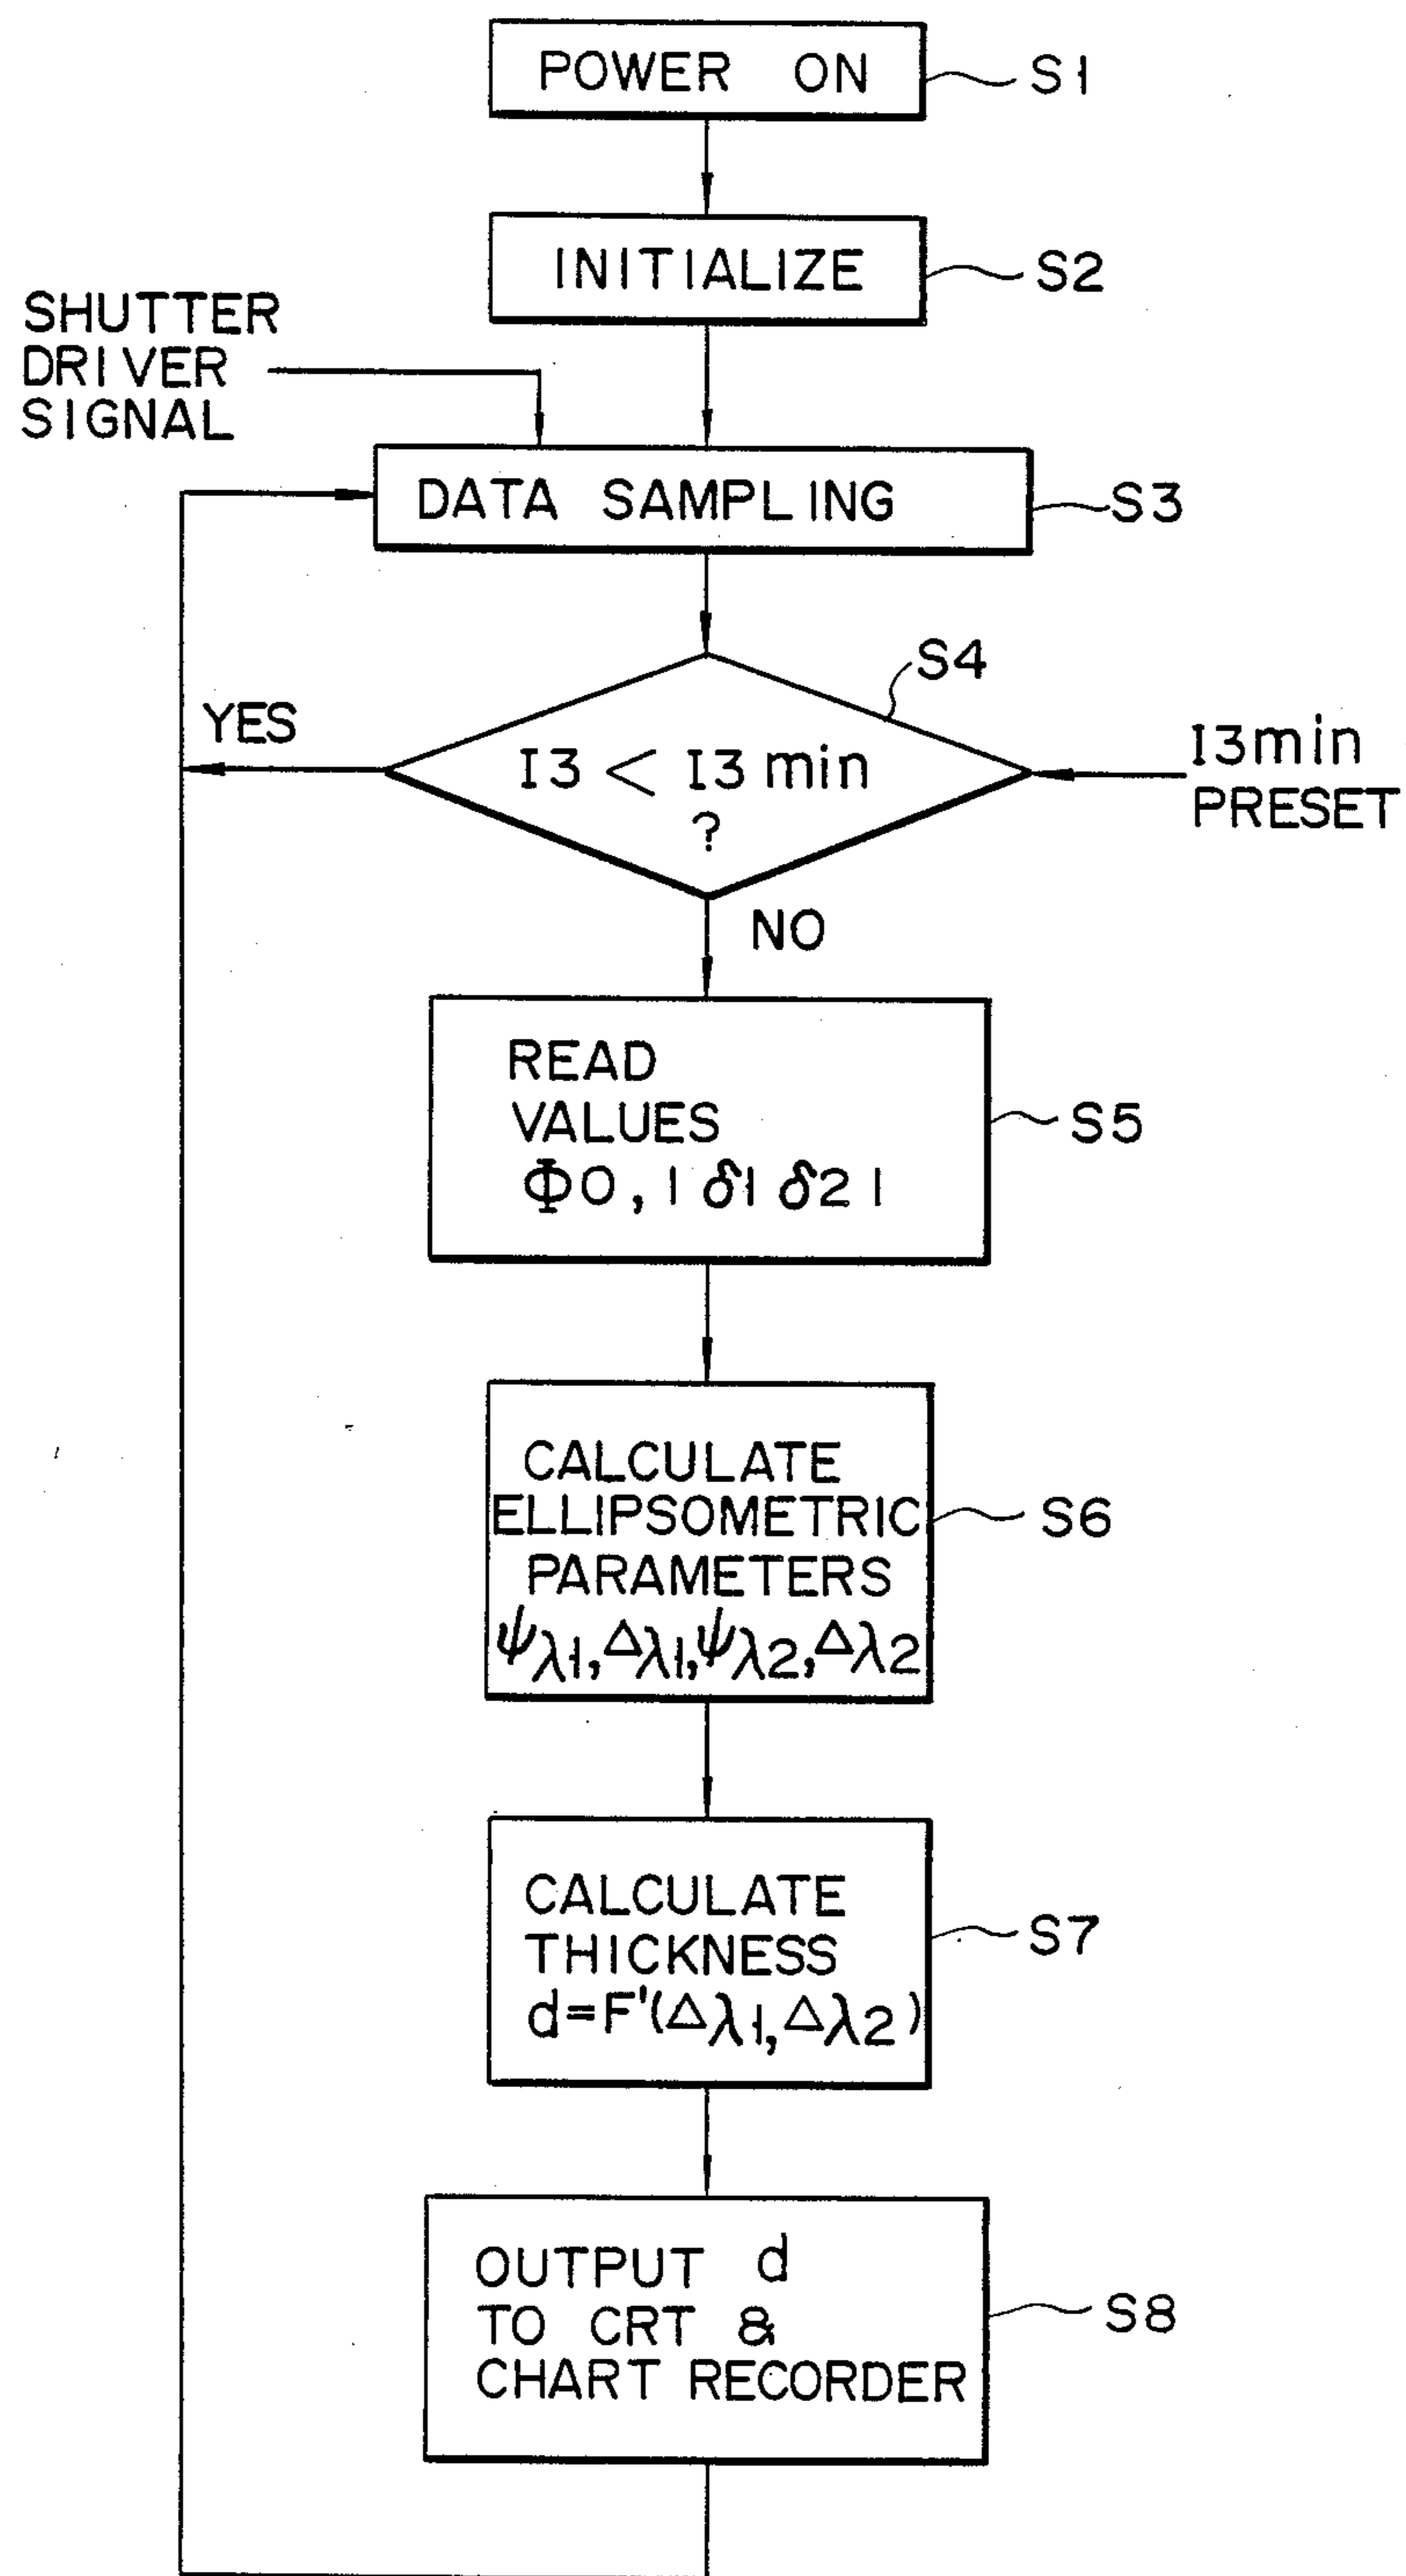 POWER ON
S1
INITIALIZE
S2
SHUTTER
DRIVER
SIGNAL
DATA SAMPLING
S3
S4
YES
I3 < I3 min
?
I3min
PRESET
NO
READ
VALUES
Φ0, | δ1 δ2 |
S5
CALCULATE
ELLIPSOMETRIC
PARAMETERS
ψλ1, Δλ1, ψλ2, Δλ2
S6
CALCULATE
THICKNESS
d=F'(Δλ1, Δλ2)
S7
OUTPUT d
TO CRT &
CHART RECORDER
S8